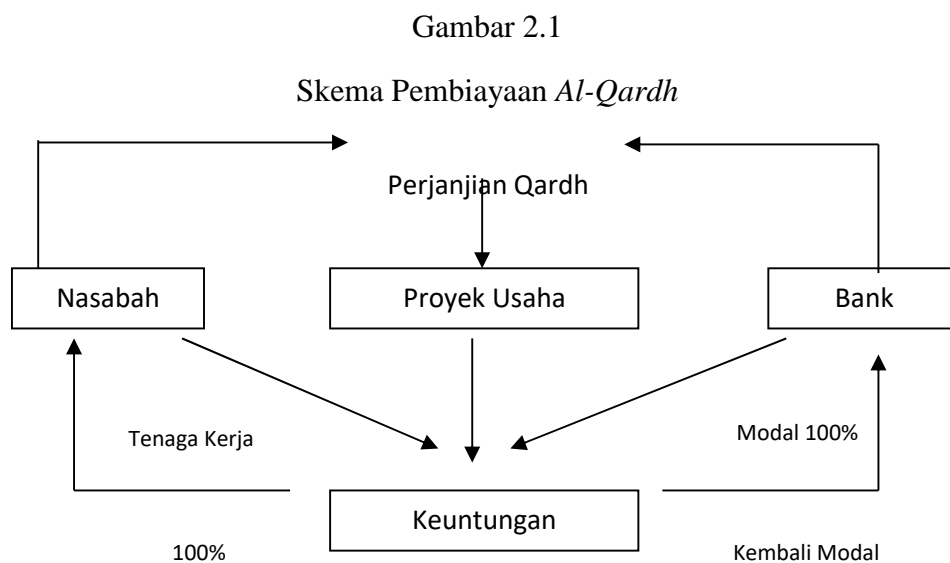 Gambar 2.1
Skema Pembiayaan Al-Qardh
Perjanjian Qardh
Nasabah
Proyek Usaha
Bank
Tenaga Kerja
Modal 100%
Keuntungan
100%
Kembali Modal